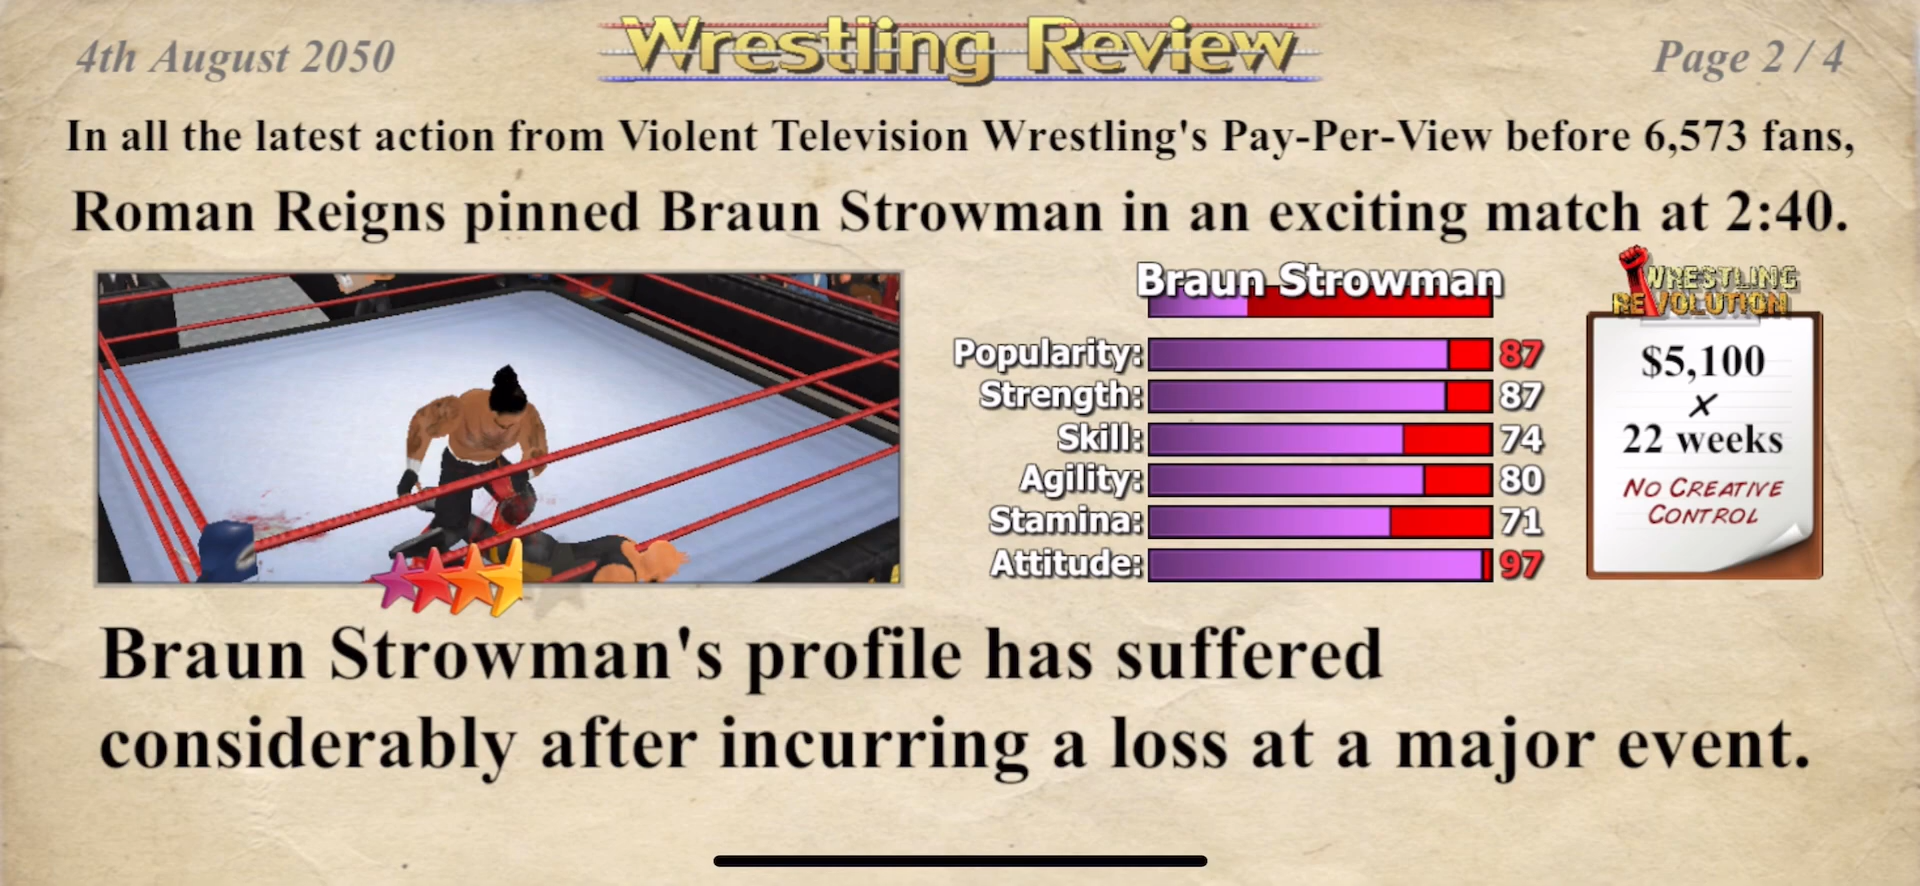 4th August 2050
Wrestling Review
Page 2 / 4
In all the latest action from Violent Television Wrestling's Pay-Per-View before 6,573 fans,
Roman Reigns pinned Braun Strowman in an exciting match at 2:40.
Braun Strowman
Popularity: 87
Strength: 87
Skill: 74
Agility: 80
Stamina: 71
Attitude: 97
WRESTLING
REVOLUTION
$5,100
x
22 weeks
NO CREATIVE
CONTROL
Braun Strowman's profile has suffered
considerably after incurring a loss at a major event.